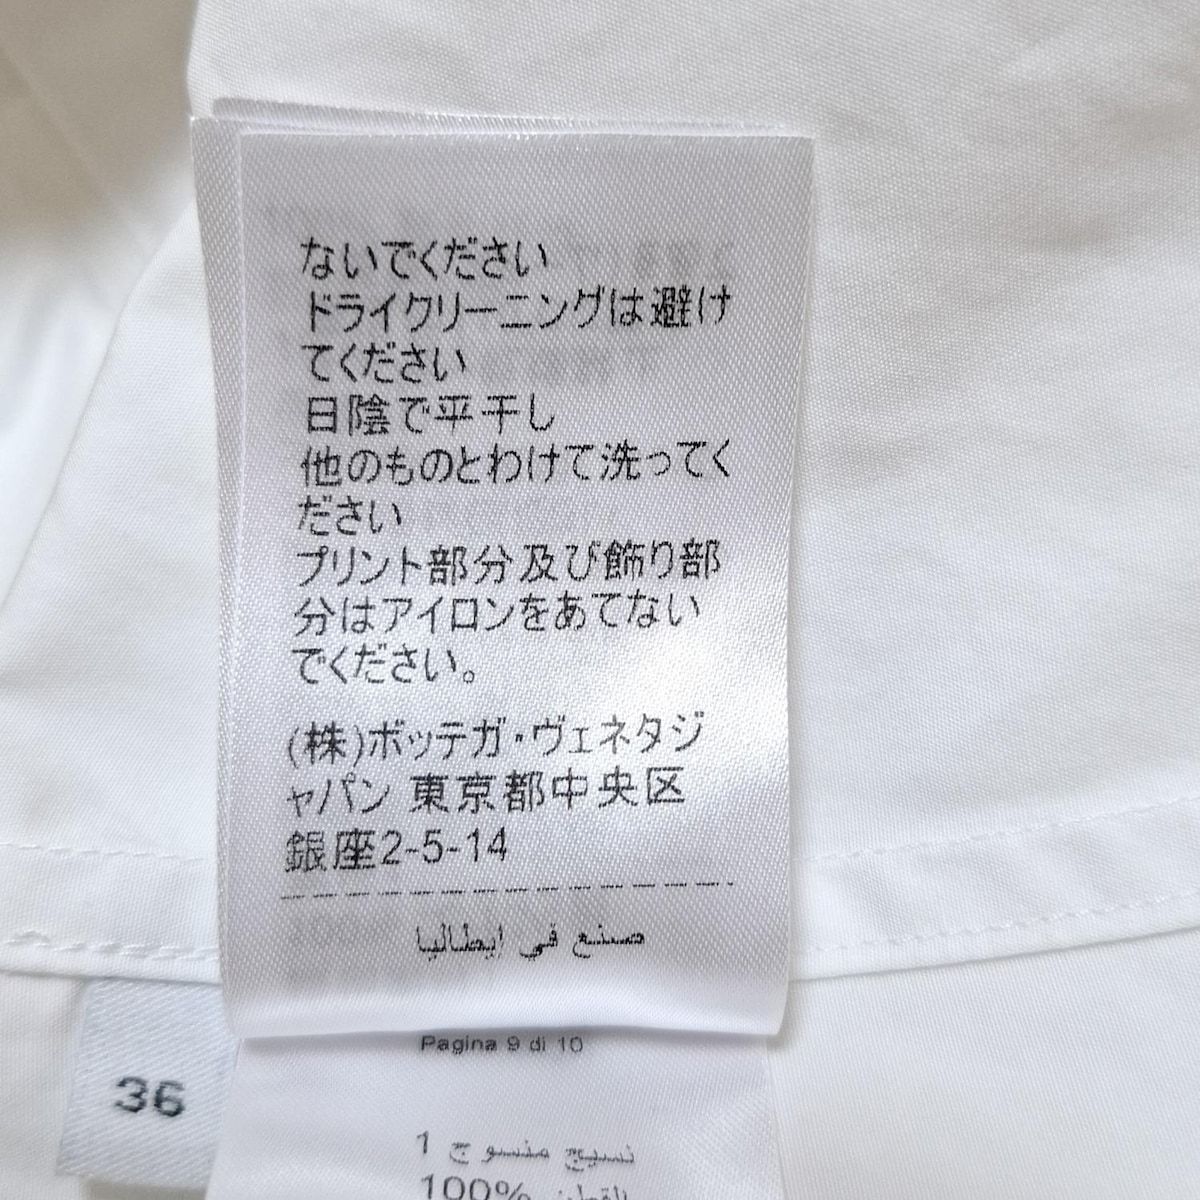 ないでください
ドライクリーニングは避け
てください
日陰で平干し
他のものとわけて洗ってく
ださい
プリント部分及び飾り部
分はアイロンをあてない
でください。
(株)ボッテガ・ヴェネタジ
ャパン 東京都中央区
銀座2-5-14
صنع في إيطاليا
Pagina 9 di 10
36
نسيج منسوج 1
100%